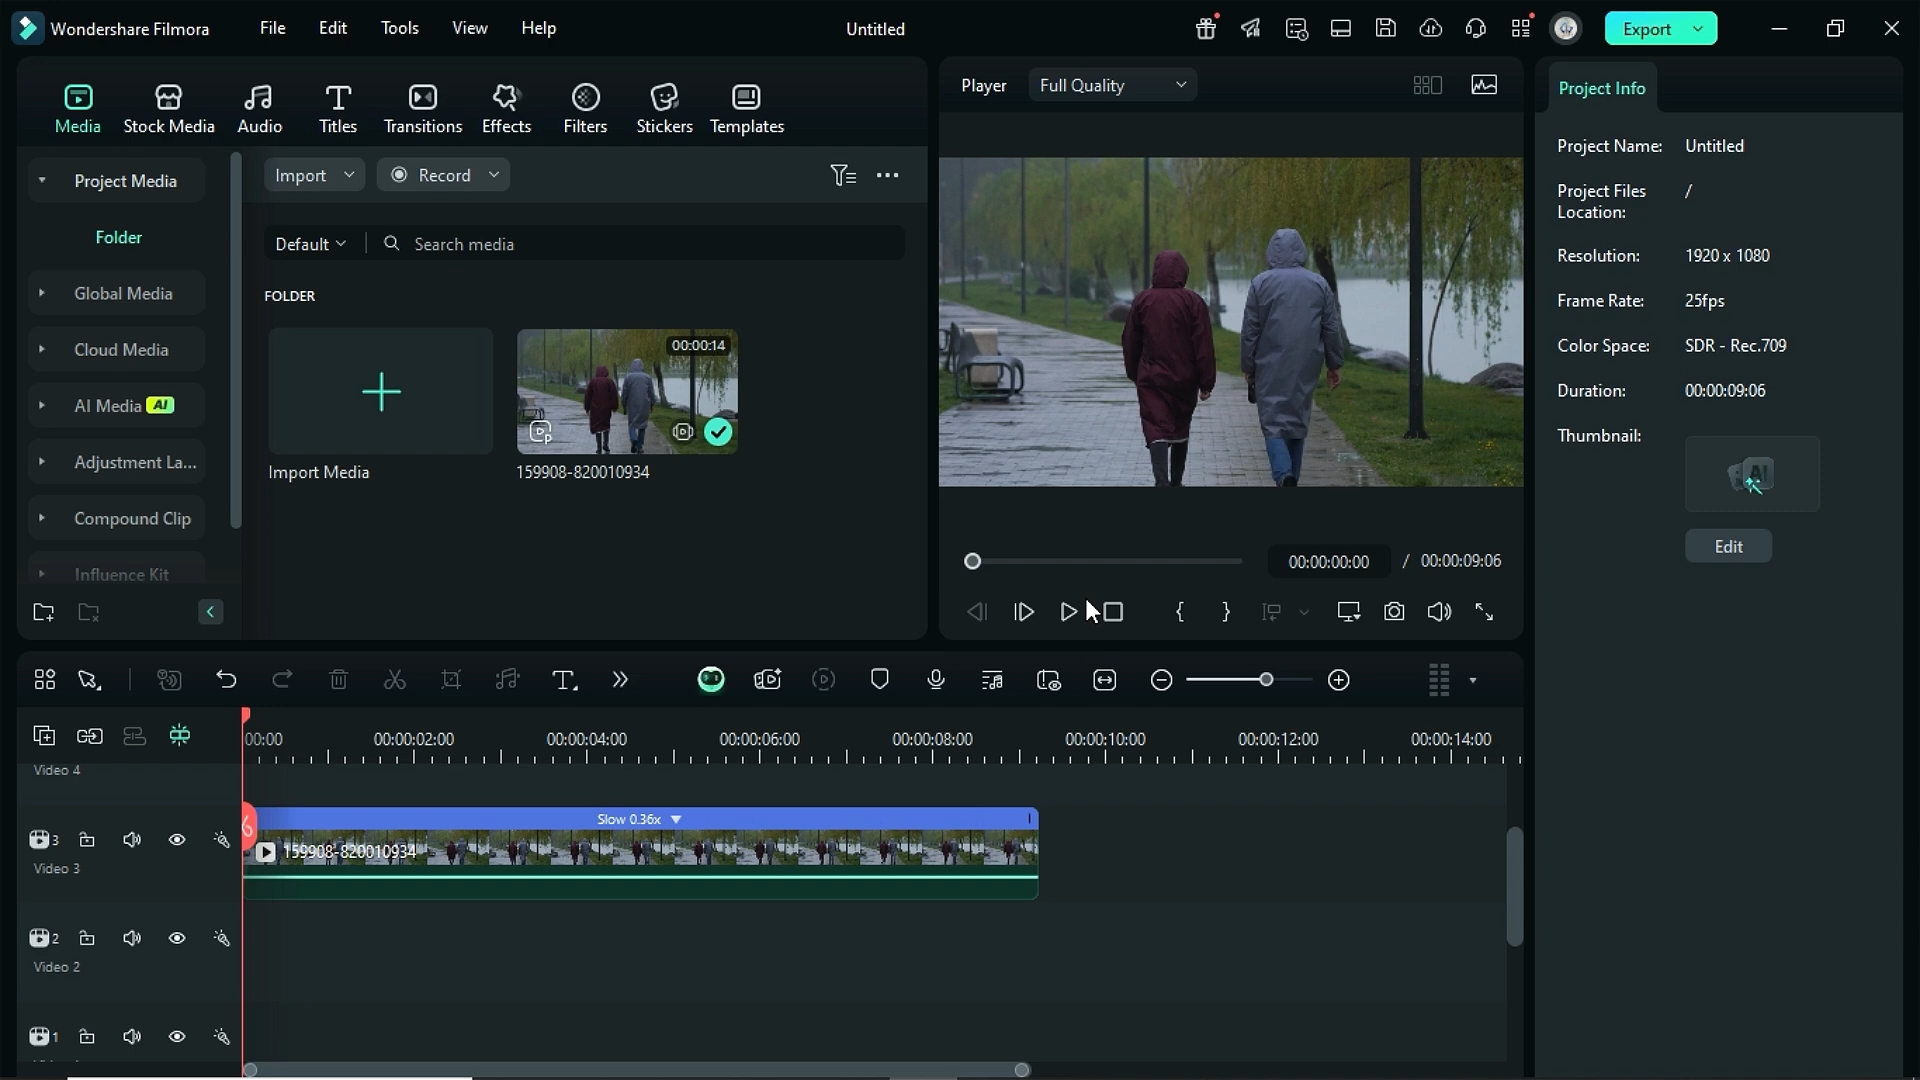 Wondershare Filmora
File
Edit
Tools
View
Help
Untitled
Export
Media
Stock Media
Audio
Titles
Transitions
Effects
Filters
Stickers
Templates
Project Media
Folder
Global Media
Cloud Media
AI Media AI
Adjustment La...
Compound Clip
Influence Kit
Import
Record
Default
Search media
FOLDER
00:00:14
Import Media
159908-820010934
Player
Full Quality
00:00:00:00 / 00:00:09:06
Project Info
Project Name: Untitled
Project Files
Location: /
Resolution: 1920 x 1080
Frame Rate: 25fps
Color Space: SDR - Rec.709
Duration: 00:00:09:06
Thumbnail:
AI
Edit
00:00
00:00:02:00
00:00:04:00
00:00:06:00
00:00:08:00
00:00:10:00
00:00:12:00
00:00:14:00
Video 4
Slow 0.36x
159908-820010934
3
Video 3
2
Video 2
1